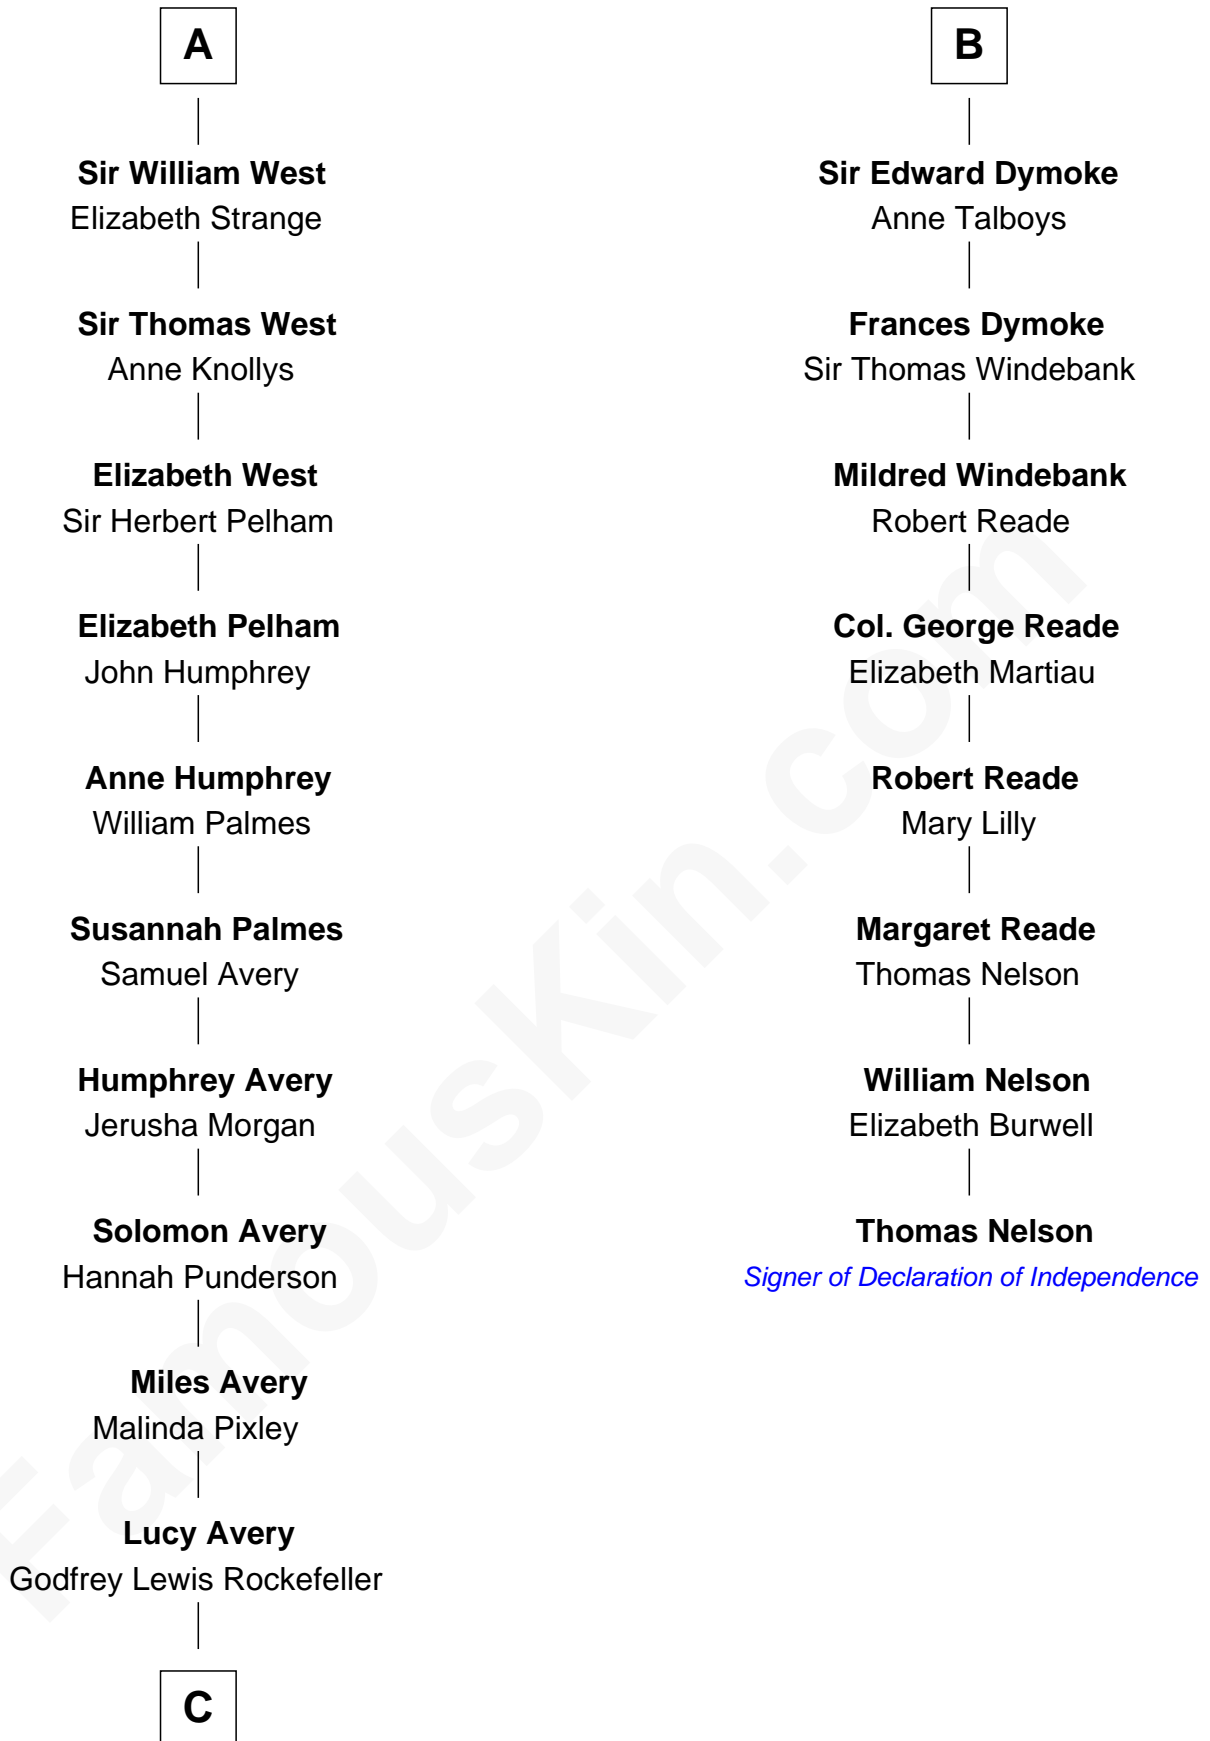 A
Sir William West
Elizabeth Strange
Sir Thomas West
Anne Knollys
Elizabeth West
Sir Herbert Pelham
Elizabeth Pelham
John Humphrey
Anne Humphrey
William Palmes
Susannah Palmes
Samuel Avery
Humphrey Avery
Jerusha Morgan
Solomon Avery
Hannah Punderson
Miles Avery
Malinda Pixley
Lucy Avery
Godfrey Lewis Rockefeller
C
B
Sir Edward Dymoke
Anne Talboys
Frances Dymoke
Sir Thomas Windebank
Mildred Windebank
Robert Reade
Col. George Reade
Elizabeth Martiau
Robert Reade
Mary Lilly
Margaret Reade
Thomas Nelson
William Nelson
Elizabeth Burwell
Thomas Nelson
Signer of Declaration of Independence
FamousKin.com